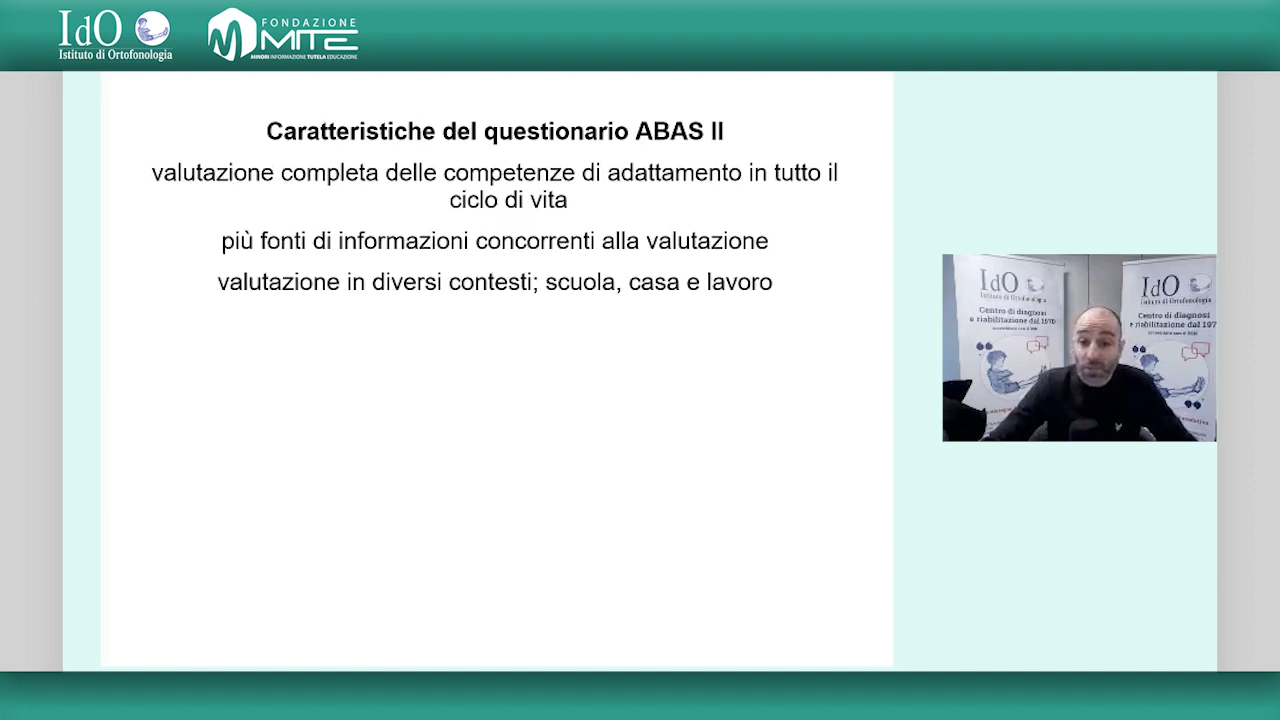 IdO
Istituto di Ortofonologia
FONDAZIONE
MITE
MINORI INFORMAZIONE TUTELA EDUCAZIONE
Caratteristiche del questionario ABAS II
valutazione completa delle competenze di adattamento in tutto il
ciclo di vita
più fonti di informazioni concorrenti alla valutazione
valutazione in diversi contesti; scuola, casa e lavoro
IdO
Istituto di Ortofonologia
Centro di diagnosi
e riabilitazione dal 1970
IdO
Istituto di Ortofonologia
Centro di diagnosi
e riabilitazione dal 197